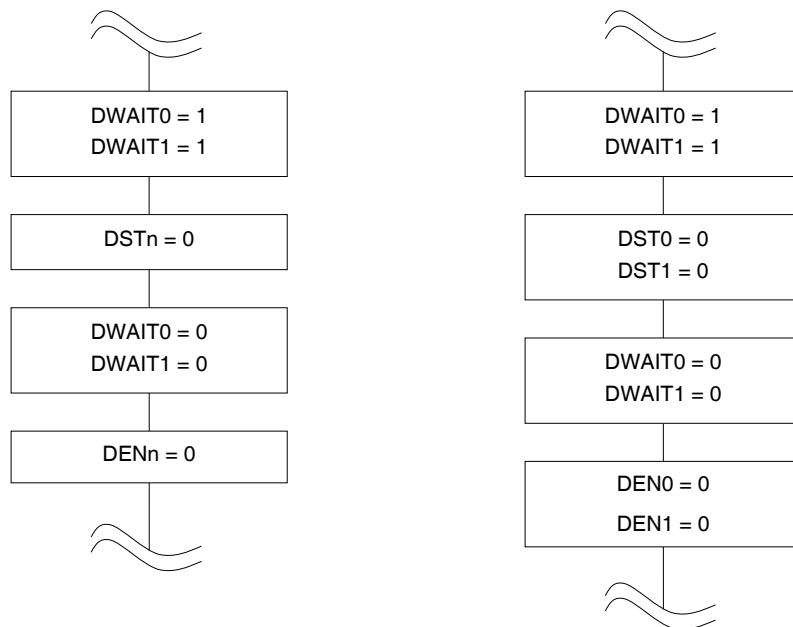 DWAIT0 = 1
DWAIT1 = 1
DSTn = 0
DWAIT0 = 0
DWAIT1 = 0
DENn = 0
DWAIT0 = 1
DWAIT1 = 1
DST0 = 0
DST1 = 0
DWAIT0 = 0
DWAIT1 = 0
DEN0 = 0
DEN1 = 0